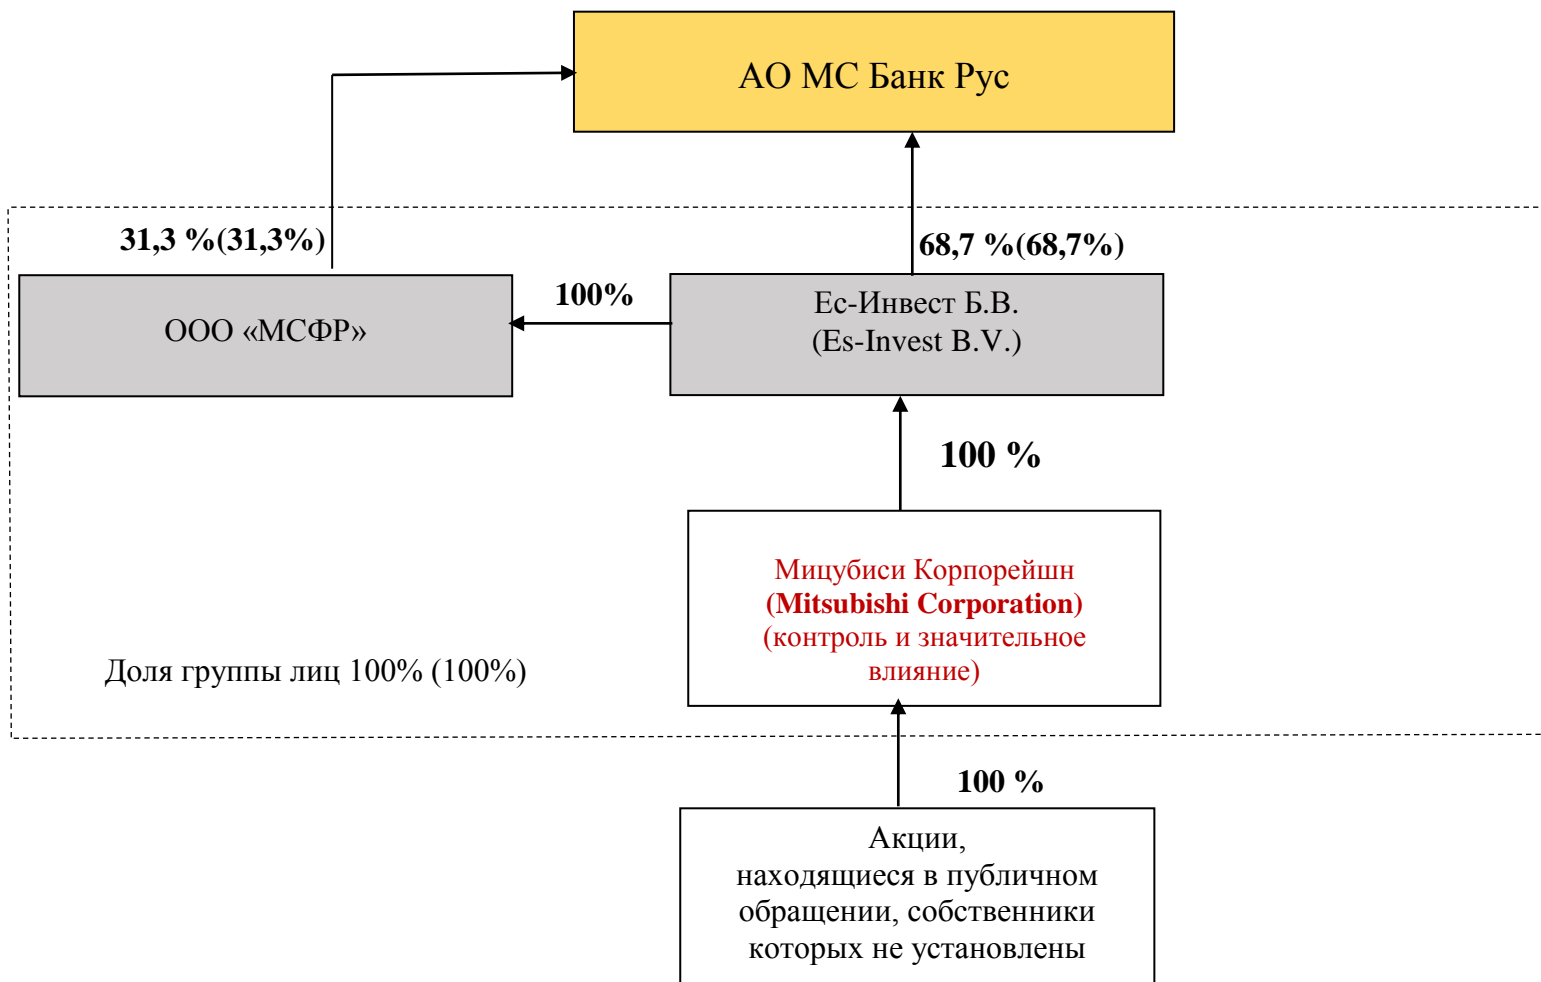 АО МС Банк Рус
31,3 %(31,3%)
68,7 %(68,7%)
ООО «МСФР»
100%
Ес-Инвест Б.В.
(Es-Invest B.V.)
100 %
Мицубиси Корпорейшн
(Mitsubishi Corporation)
(контроль и значительное
влияние)
Доля группы лиц 100% (100%)
100 %
Акции,
находящиеся в публичном
обращении, собственники
которых не установлены